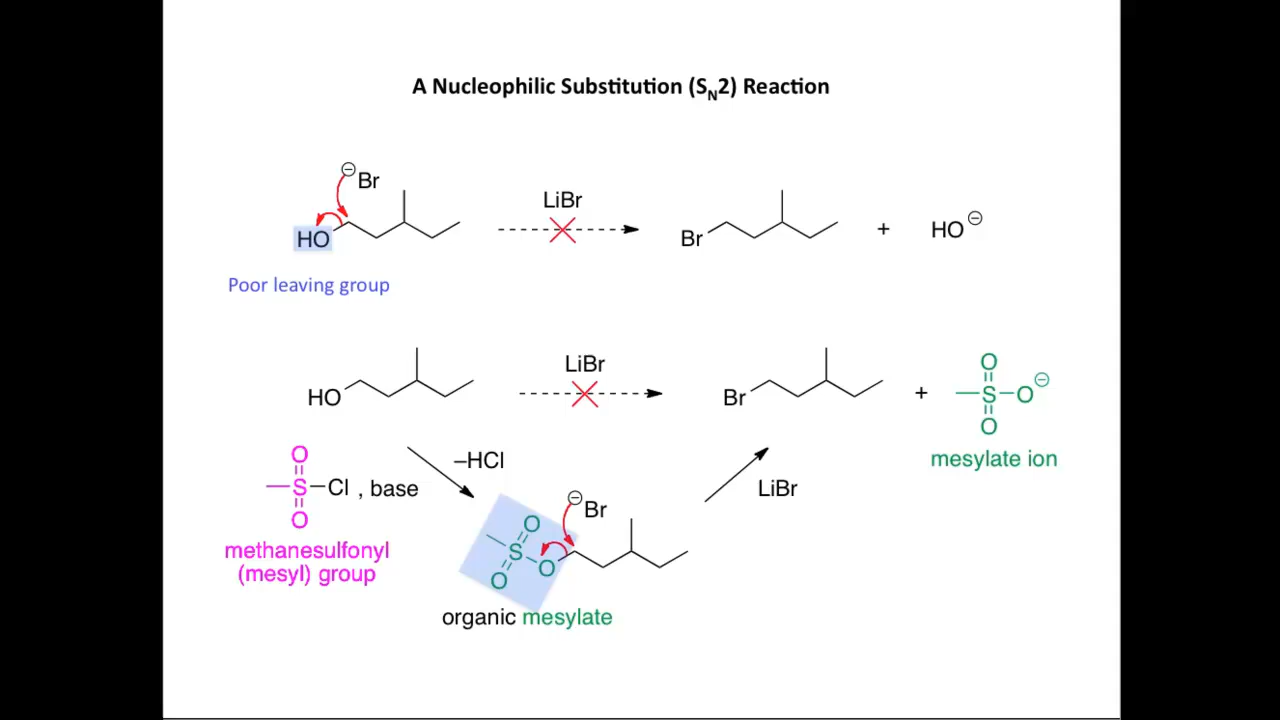 A Nucleophilic Substitution (SN2) Reaction
⊖Br
LiBr
HO
Br
+
HO⊖
Poor leaving group
LiBr
HO
Br
+
O
S–O⊖
O
mesylate ion
–HCl
O
S–Cl , base
O
LiBr
⊖Br
O
S
O
O
methanesulfonyl
(mesyl) group
organic mesylate